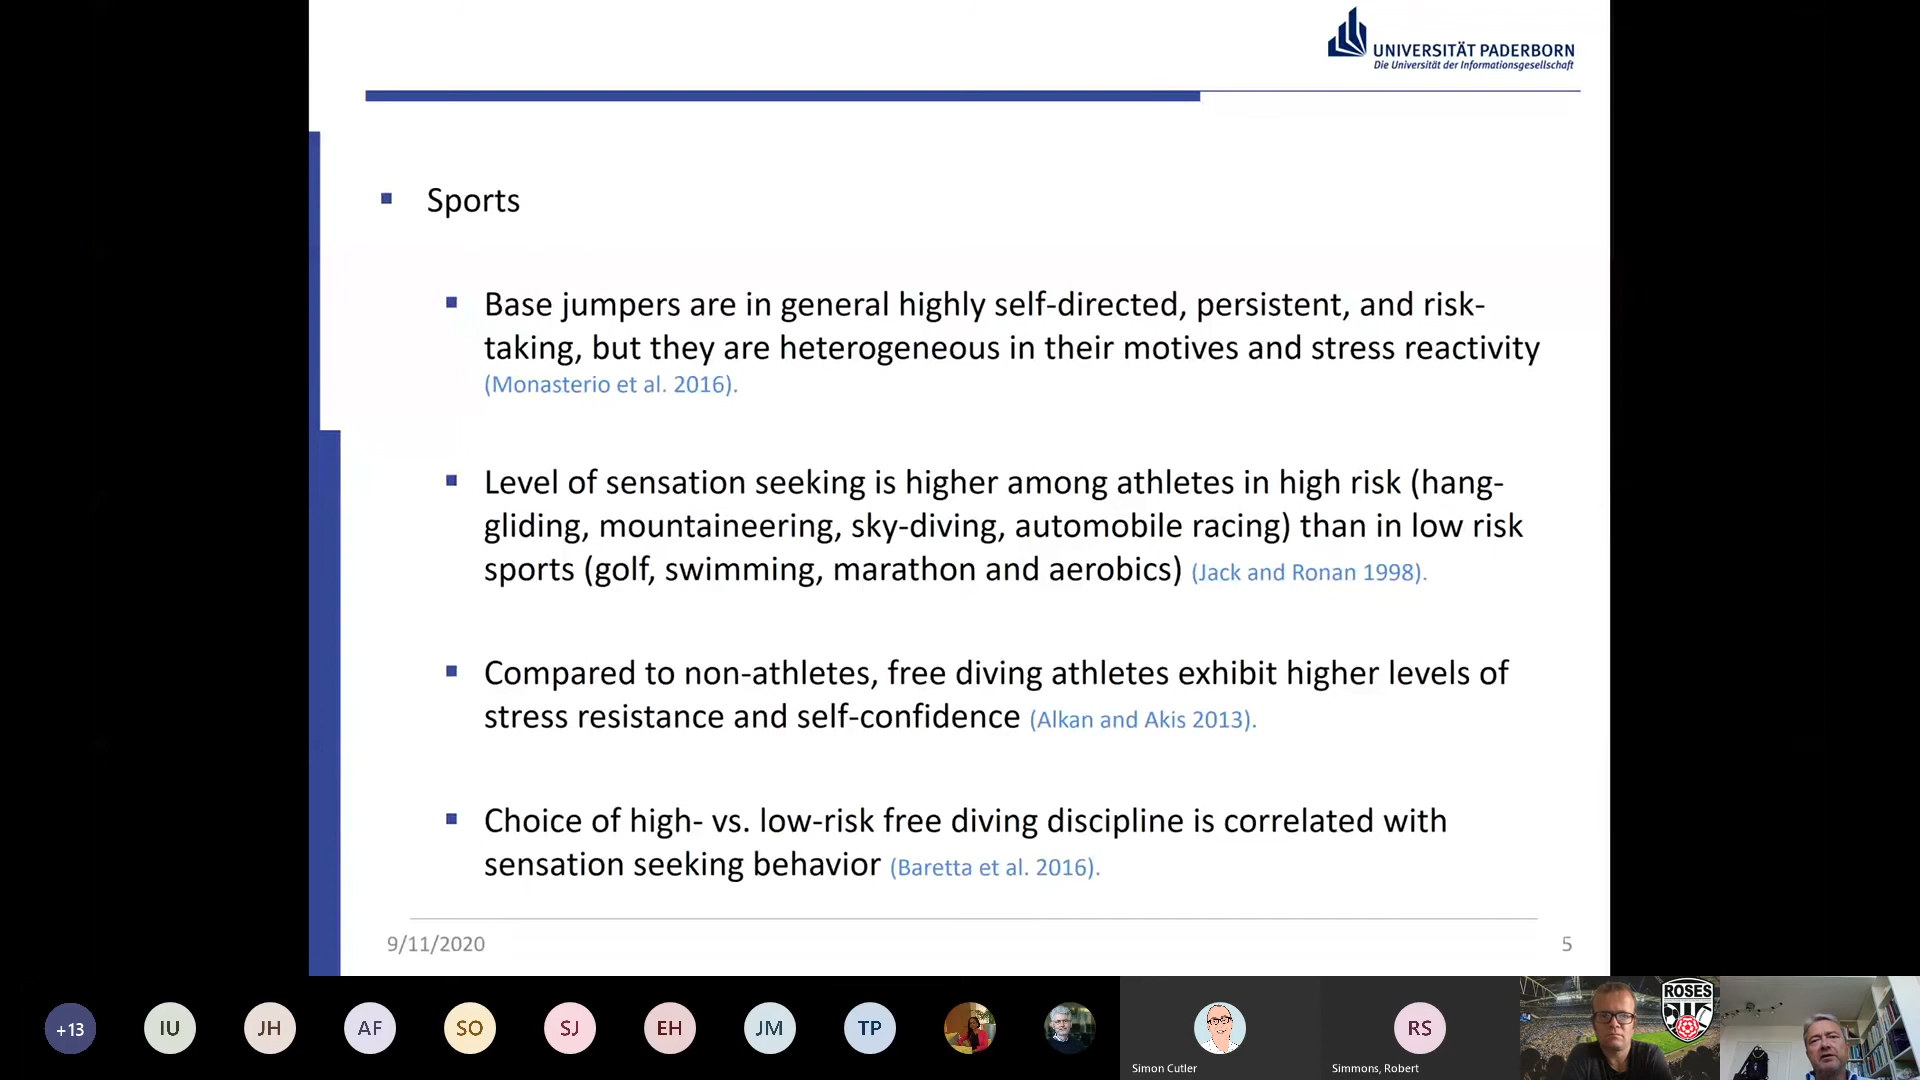 UNIVERSITÄT PADERBORN
Die Universität der Informationsgesellschaft
Sports
Base jumpers are in general highly self-directed, persistent, and risk-
taking, but they are heterogeneous in their motives and stress reactivity
(Monasterio et al. 2016).
Level of sensation seeking is higher among athletes in high risk (hang-
gliding, mountaineering, sky-diving, automobile racing) than in low risk
sports (golf, swimming, marathon and aerobics) (Jack and Ronan 1998).
Compared to non-athletes, free diving athletes exhibit higher levels of
stress resistance and self-confidence (Alkan and Akis 2013).
Choice of high- vs. low-risk free diving discipline is correlated with
sensation seeking behavior (Baretta et al. 2016).
9/11/2020
5
+13
IU
JH
AF
SO
SJ
EH
JM
TP
Simon Cutler
RS
Simmons, Robert
ROSES